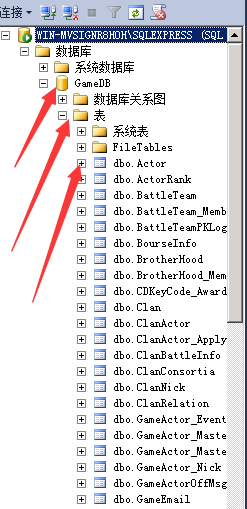 连接
WIN-MVSIGNR8HOH\SQLEXPRESS (SQL
数据库
系统数据库
GameDB
数据库关系图
表
系统表
FileTables
dbo.Actor
dbo.ActorRank
dbo.BattleTeam
dbo.BattleTeam_Memb
dbo.BattleTeamPKLog
dbo.BourseInfo
dbo.BrotherHood
dbo.BrotherHood_Mem
dbo.CDKeyCode_Award
dbo.Clan
dbo.ClanActor
dbo.ClanActor_Apply
dbo.ClanBattleInfo
dbo.ClanConsortia
dbo.ClanNick
dbo.ClanRelation
dbo.GameActor_Event
dbo.GameActor_Maste
dbo.GameActor_Maste
dbo.GameActor_Nick
dbo.GameActorOffMsg
dbo.GameEmail